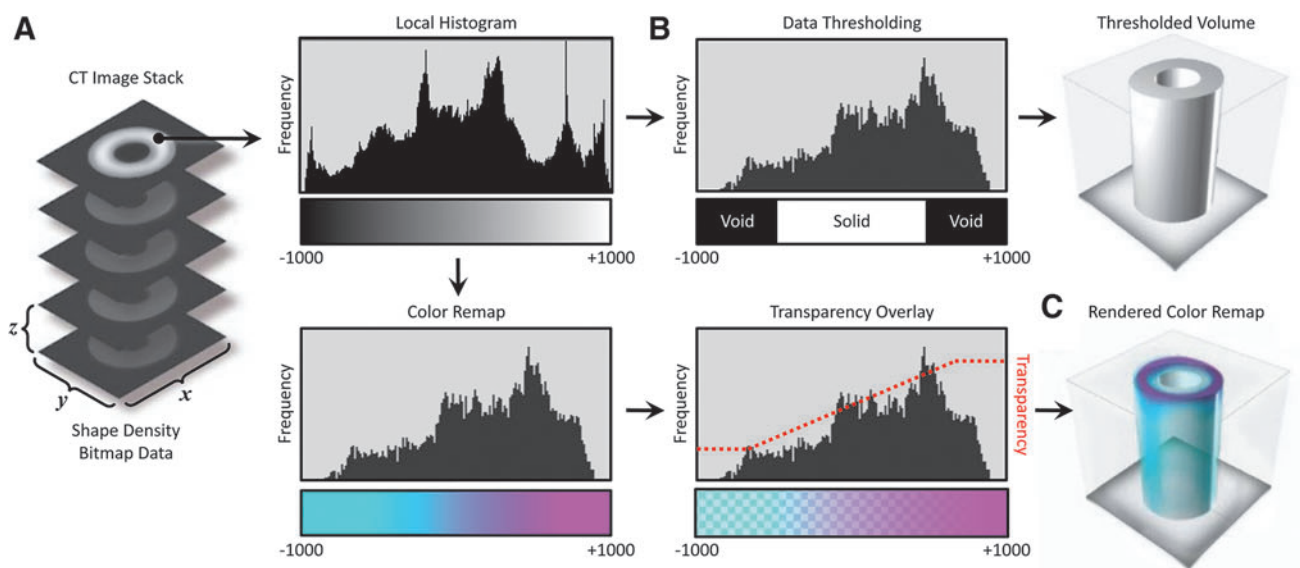 A
Local Histogram
B
Data Thresholding
Thresholded Volume
CT Image Stack
Frequency
Frequency
Void
Solid
Void
-1000
+1000
-1000
+1000
Color Remap
Transparency Overlay
C
Rendered Color Remap
z
y
x
Frequency
Frequency
Transparency
Shape Density
Bitmap Data
-1000
+1000
-1000
+1000